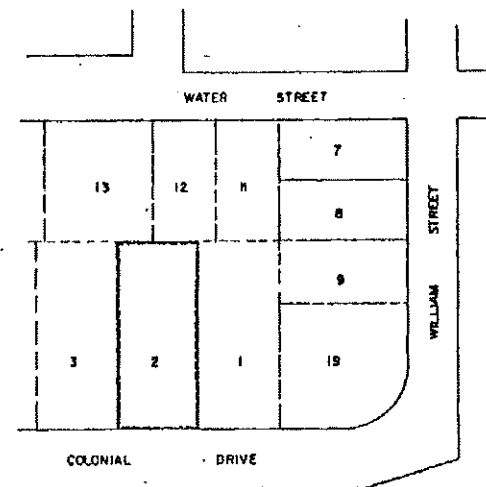 WATER STREET
7
13 12 11
8
WILLIAM STREET
9
3 2 1 19
COLONIAL DRIVE